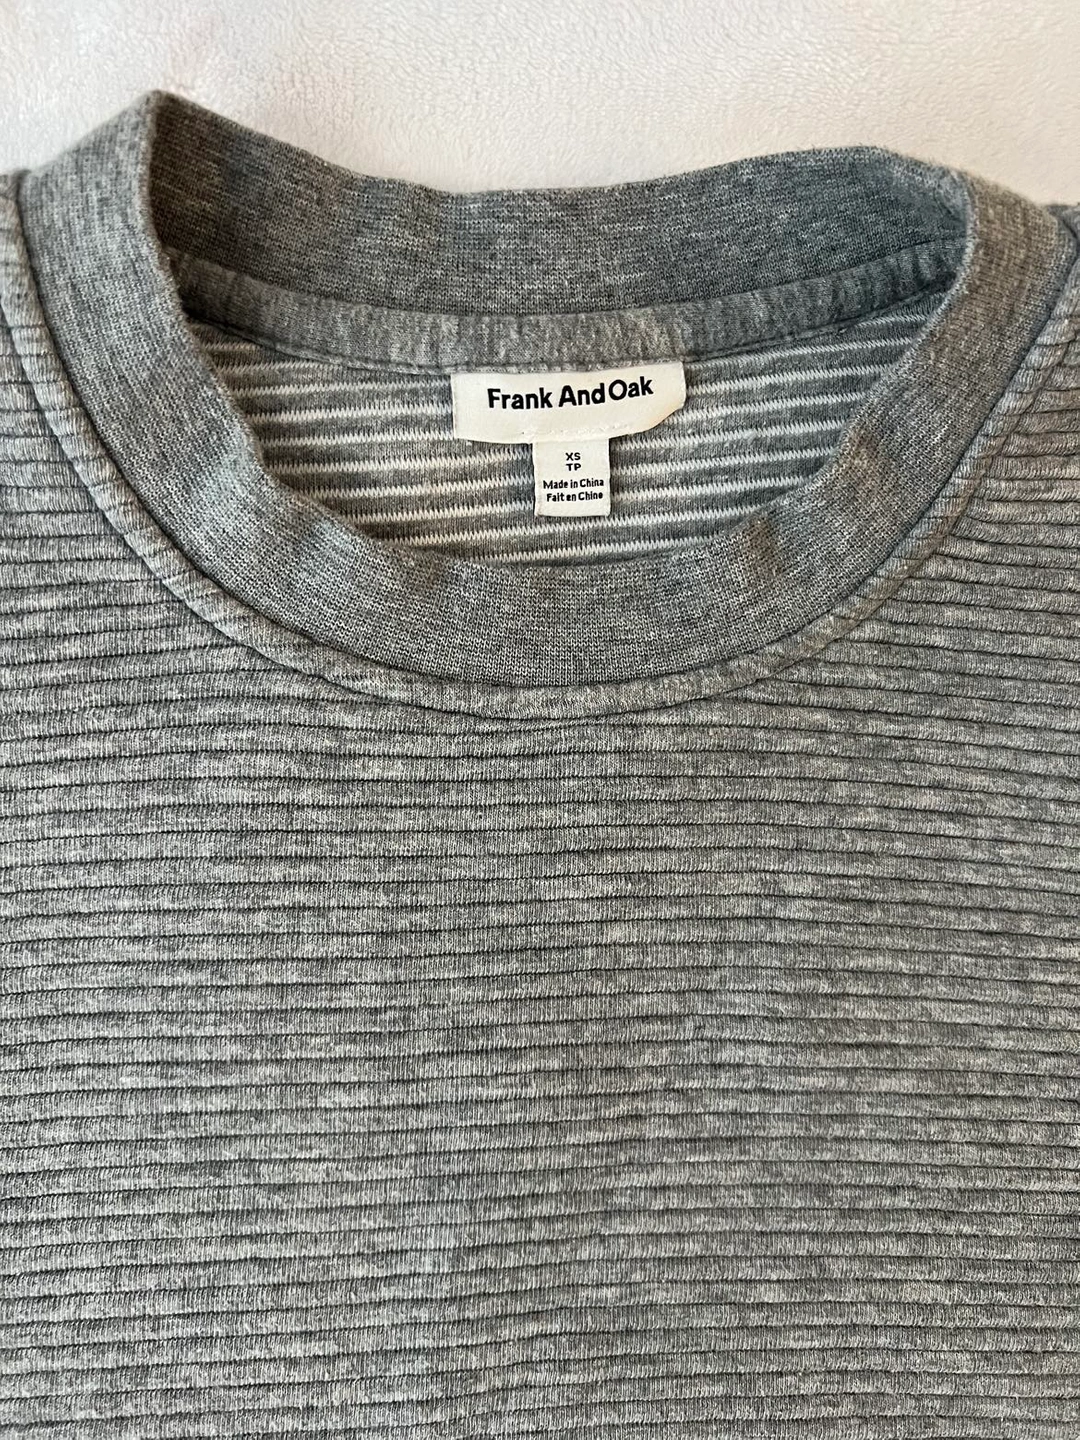 Frank And Oak
XS
TP
Made in China
Fait en Chine